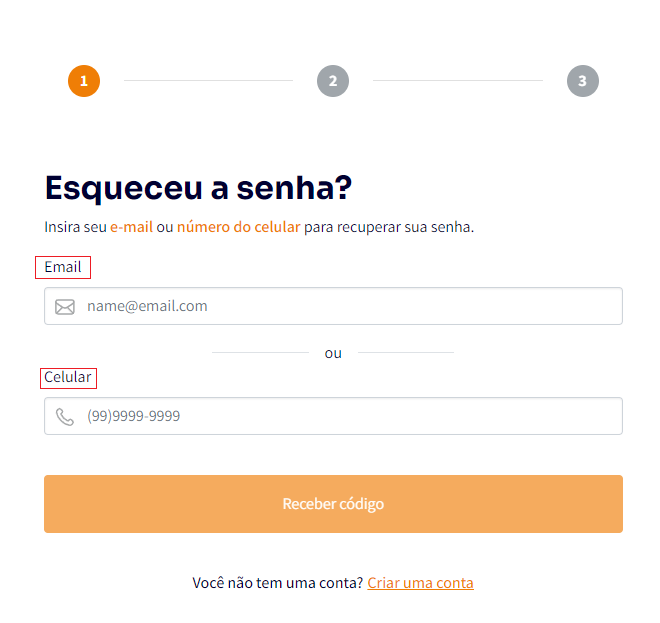 1 2 3
Esqueceu a senha?
Insira seu e-mail ou número do celular para recuperar sua senha.
Email
name@email.com
ou
Celular
(99)9999-9999
Receber código
Você não tem uma conta? Criar uma conta